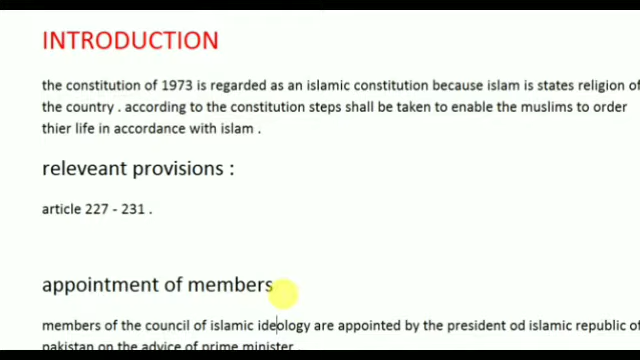 INTRODUCTION
the constitution of 1973 is regarded as an islamic constitution because islam is states religion of
the country . according to the constitution steps shall be taken to enable the muslims to order
thier life in accordance with islam .
releveant provisions :
article 227 - 231 .
appointment of members
members of the council of islamic ideology are appointed by the president od islamic republic of
pakistan on the advice of prime minister .